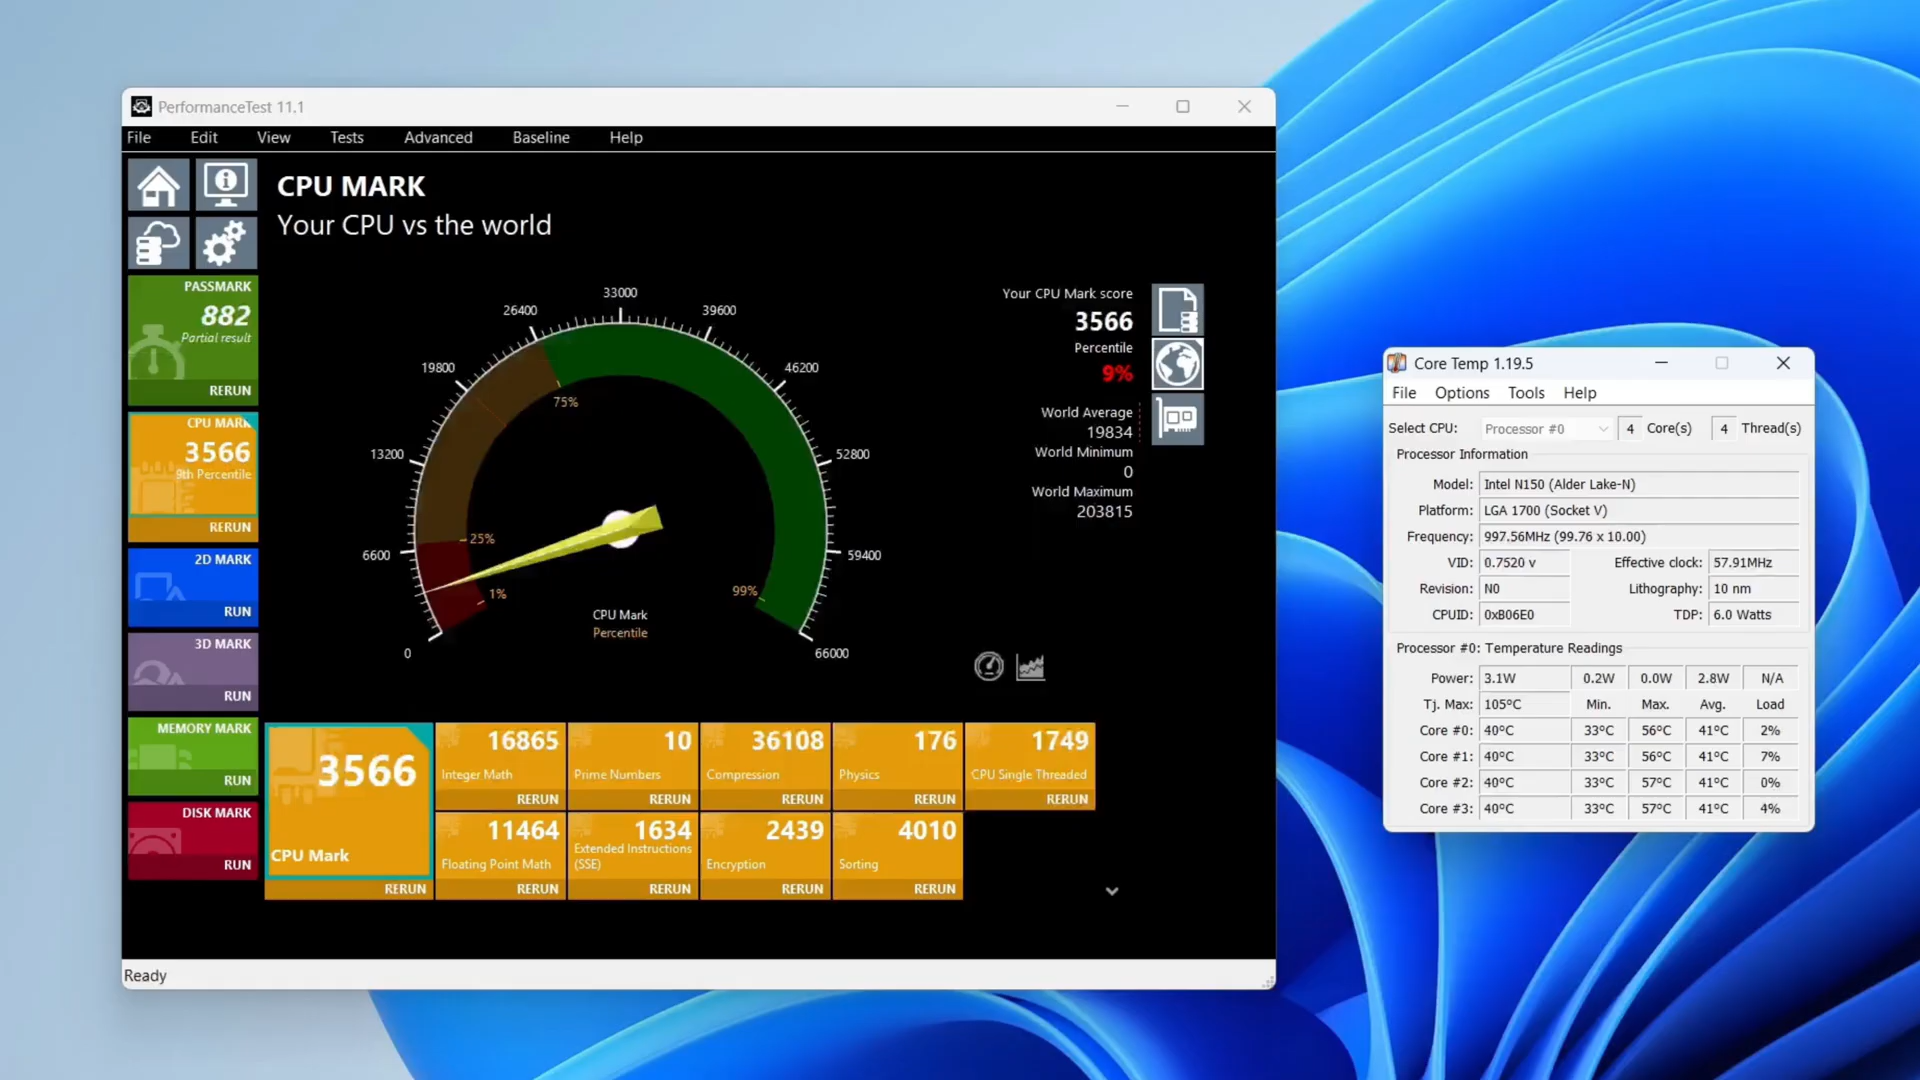 PerformanceTest 11.1
File Edit View Tests Advanced Baseline Help
CPU MARK
Your CPU vs the world
PASSMARK
882
Partial result
RERUN
CPU MARK
3566
9th Percentile
RERUN
2D MARK
RUN
3D MARK
RUN
MEMORY MARK
RUN
DISK MARK
RUN
0
6600
13200
19800
26400
33000
39600
46200
52800
59400
66000
1%
25%
75%
99%
CPU Mark
Percentile
Your CPU Mark score
3566
Percentile
9%
World Average
19834
World Minimum
0
World Maximum
203815
3566
CPU Mark
RERUN
16865
Integer Math
RERUN
10
Prime Numbers
RERUN
36108
Compression
RERUN
176
Physics
RERUN
1749
CPU Single Threaded
RERUN
11464
Floating Point Math
RERUN
1634
Extended Instructions
(SSE)
RERUN
2439
Encryption
RERUN
4010
Sorting
RERUN
Ready
Core Temp 1.19.5
File Options Tools Help
Select CPU: Processor #0 4 Core(s) 4 Thread(s)
Processor Information
Model: Intel N150 (Alder Lake-N)
Platform: LGA 1700 (Socket V)
Frequency: 997.56MHz (99.76 x 10.00)
VID: 0.7520 v Effective clock: 57.91MHz
Revision: N0 Lithography: 10 nm
CPUID: 0xB06E0 TDP: 6.0 Watts
Processor #0: Temperature Readings
Power: 3.1W 0.2W 0.0W 2.8W N/A
Tj. Max: 105°C Min. Max. Avg. Load
Core #0: 40°C 33°C 56°C 41°C 2%
Core #1: 40°C 33°C 56°C 41°C 7%
Core #2: 40°C 33°C 57°C 41°C 0%
Core #3: 40°C 33°C 57°C 41°C 4%